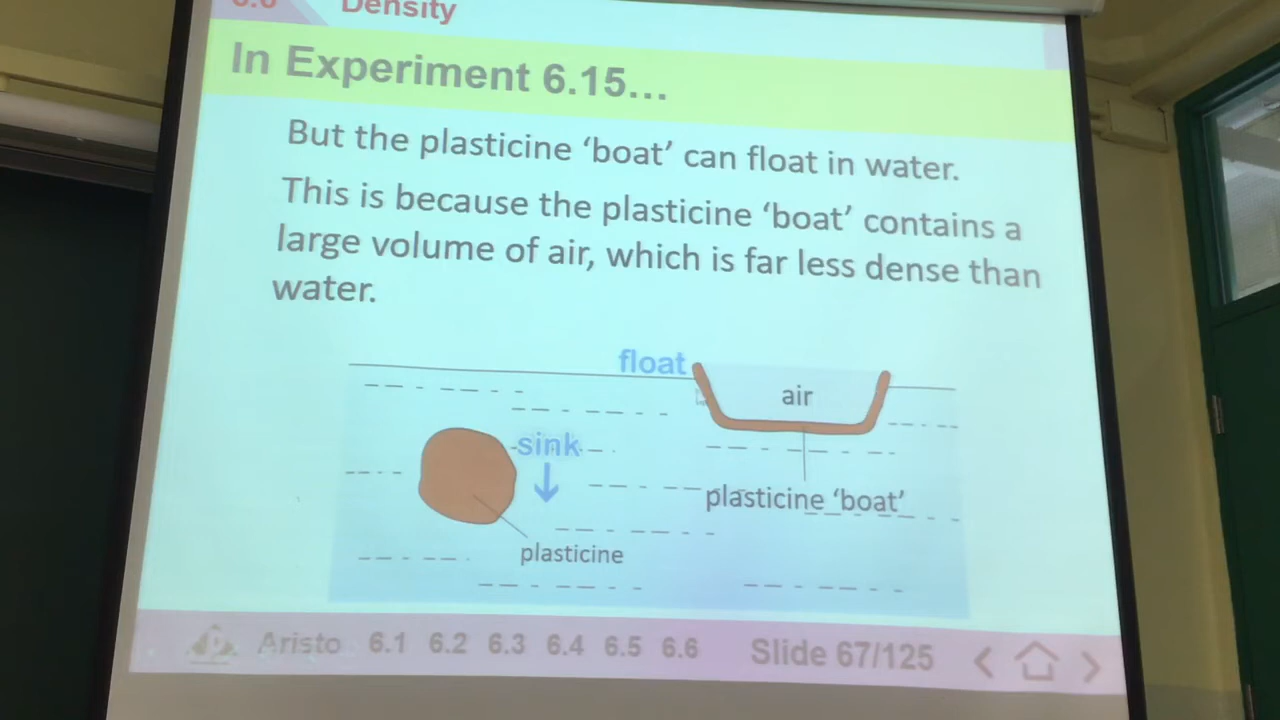 6.6 Density
In Experiment 6.15...
But the plasticine ‘boat’ can float in water.
This is because the plasticine ‘boat’ contains a
large volume of air, which is far less dense than
water.
float
air
sink
plasticine ‘boat’
plasticine
Aristo 6.1 6.2 6.3 6.4 6.5 6.6 Slide 67/125